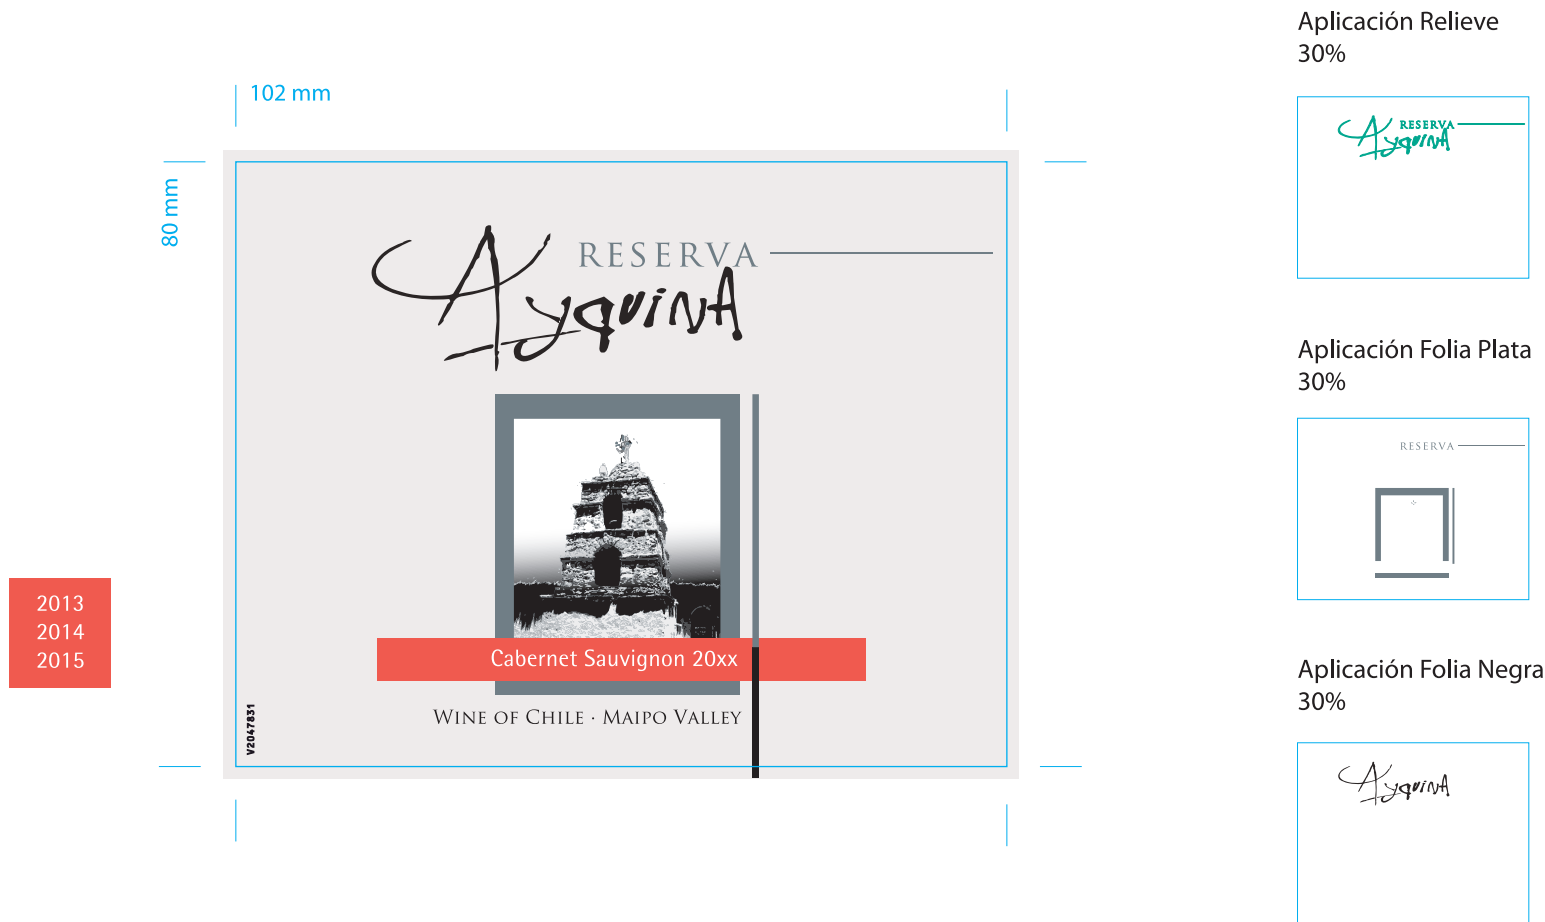 102 mm
80 mm
RESERVA
Ayquina
Cabernet Sauvignon 20xx
WINE OF CHILE · MAIPO VALLEY
V2047831
2013
2014
2015
Aplicación Relieve
30%
RESERVA
Ayquina
Aplicación Folia Plata
30%
RESERVA
Aplicación Folia Negra
30%
Ayquina